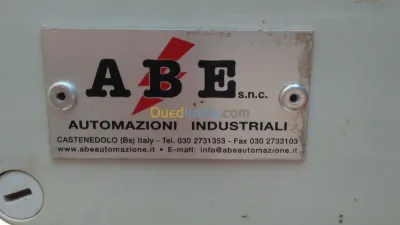 ABE s.n.c.
AUTOMAZIONI INDUSTRIALI
CASTENEDOLO (Bs) Italy - Tel. 030 2731353 - Fax 030 2733103
www.abeautomazione.it • E-mail: info@abeautomazione.it